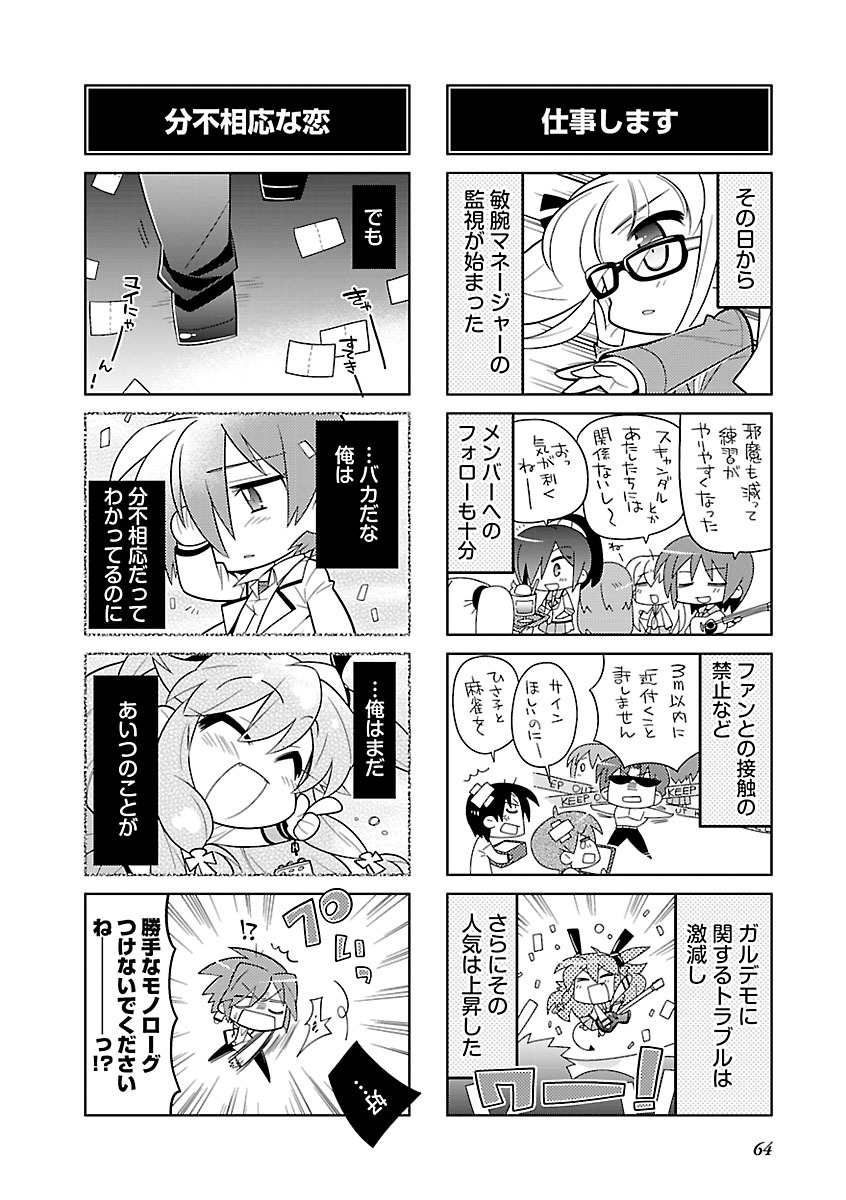 仕事します
その日から
敏腕マネージャーの
監視が始まった
邪魔も減って
練習が
やりやすくなった
スキャンダルとか
あたしたちには
関係ないし〜
ね
おっ
気が利く
ねー
メンバーへの
フォローも十分
ファンとの接触の
禁止など
3m以内に
近付くこと
許しません
サイン
ほしいのにー
ひさ子と
麻雀を
KEEP OUT
KEEP OUT
KEEP
ガルデモに
関するトラブルは
激減し
さらにその
人気は上昇した
ワー!
分不相応な恋
でも
きゃー
すてきー
ユイにゃ
ーん!
…バカだな
俺は
分不相応だって
わかってるのに
…俺はまだ
あいつのことが
プレいっ
!?
好…
勝手なモノローグ
つけないでください
ね———っ!?
64